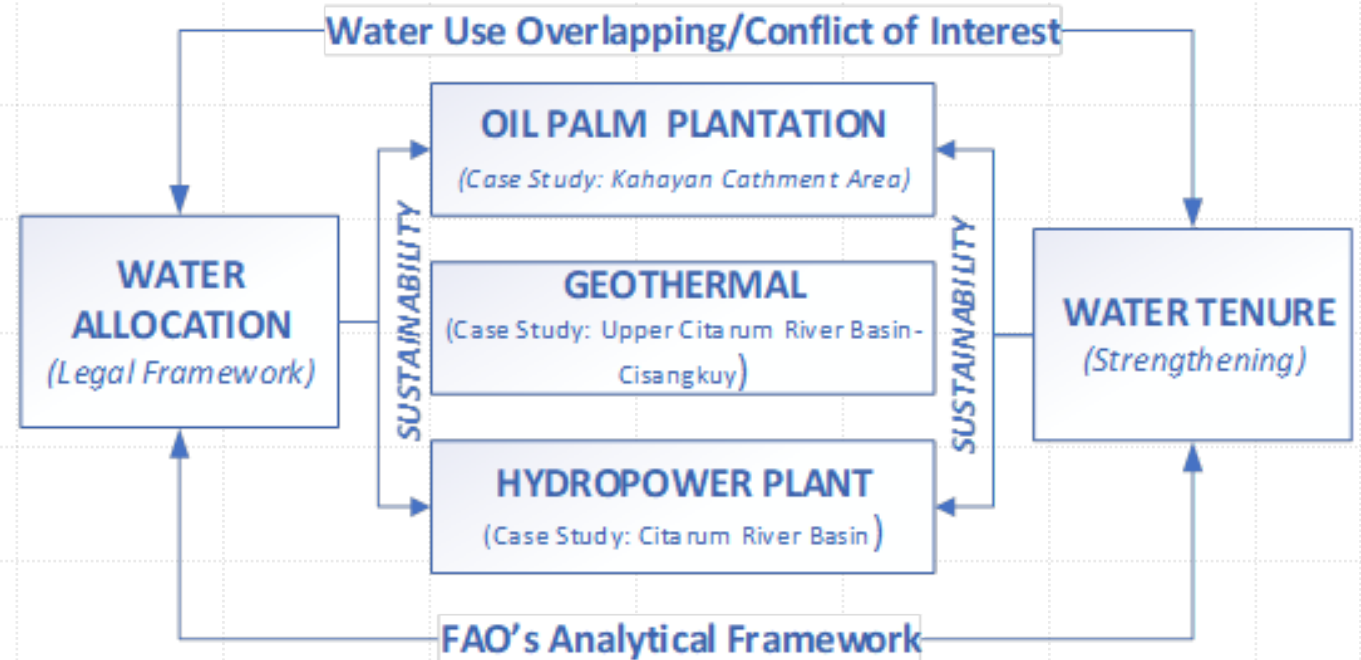 Water Use Overlapping/Conflict of Interest
OIL PALM PLANTATION
(Case Study: Kahayan Cathment Area)
WATER
ALLOCATION
(Legal Framework)
SUSTAINABILITY
GEOTHERMAL
(Case Study: Upper Citarum River Basin-
Cisangkuy)
SUSTAINABILITY
WATER TENURE
(Strengthening)
HYDROPOWER PLANT
(Case Study: Citarum River Basin)
FAO's Analytical Framework